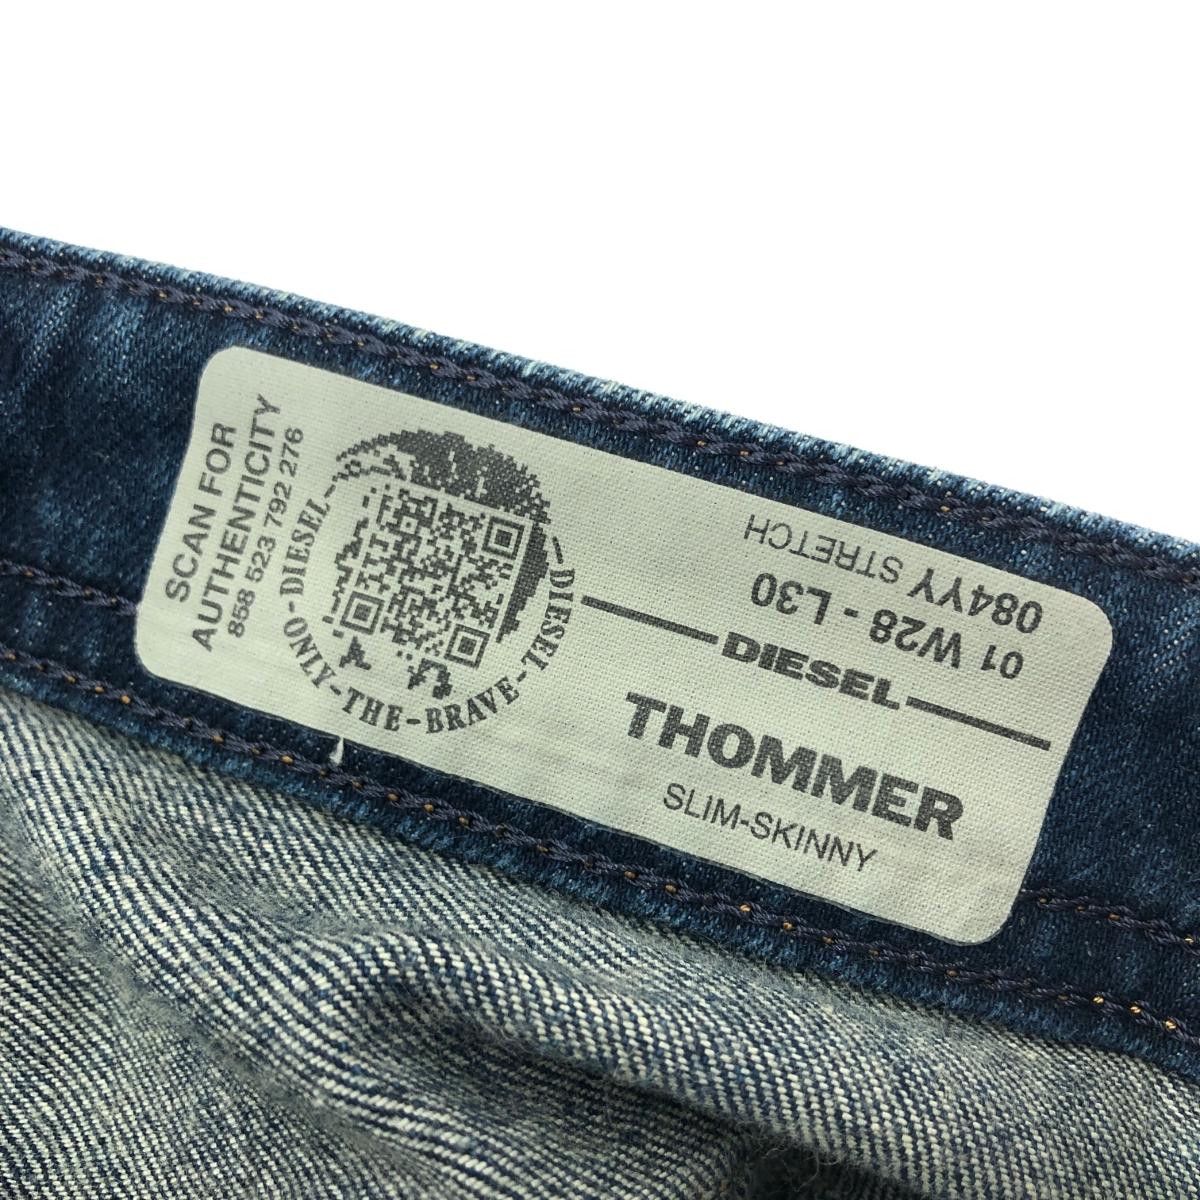 SCAN FOR
AUTHENTICITY
858 523 792 276
DIESEL - ONLY - THE - BRAVE - DIESEL
084YY STRETCH
01 W28 - L30
DIESEL
THOMMER
SLIM-SKINNY